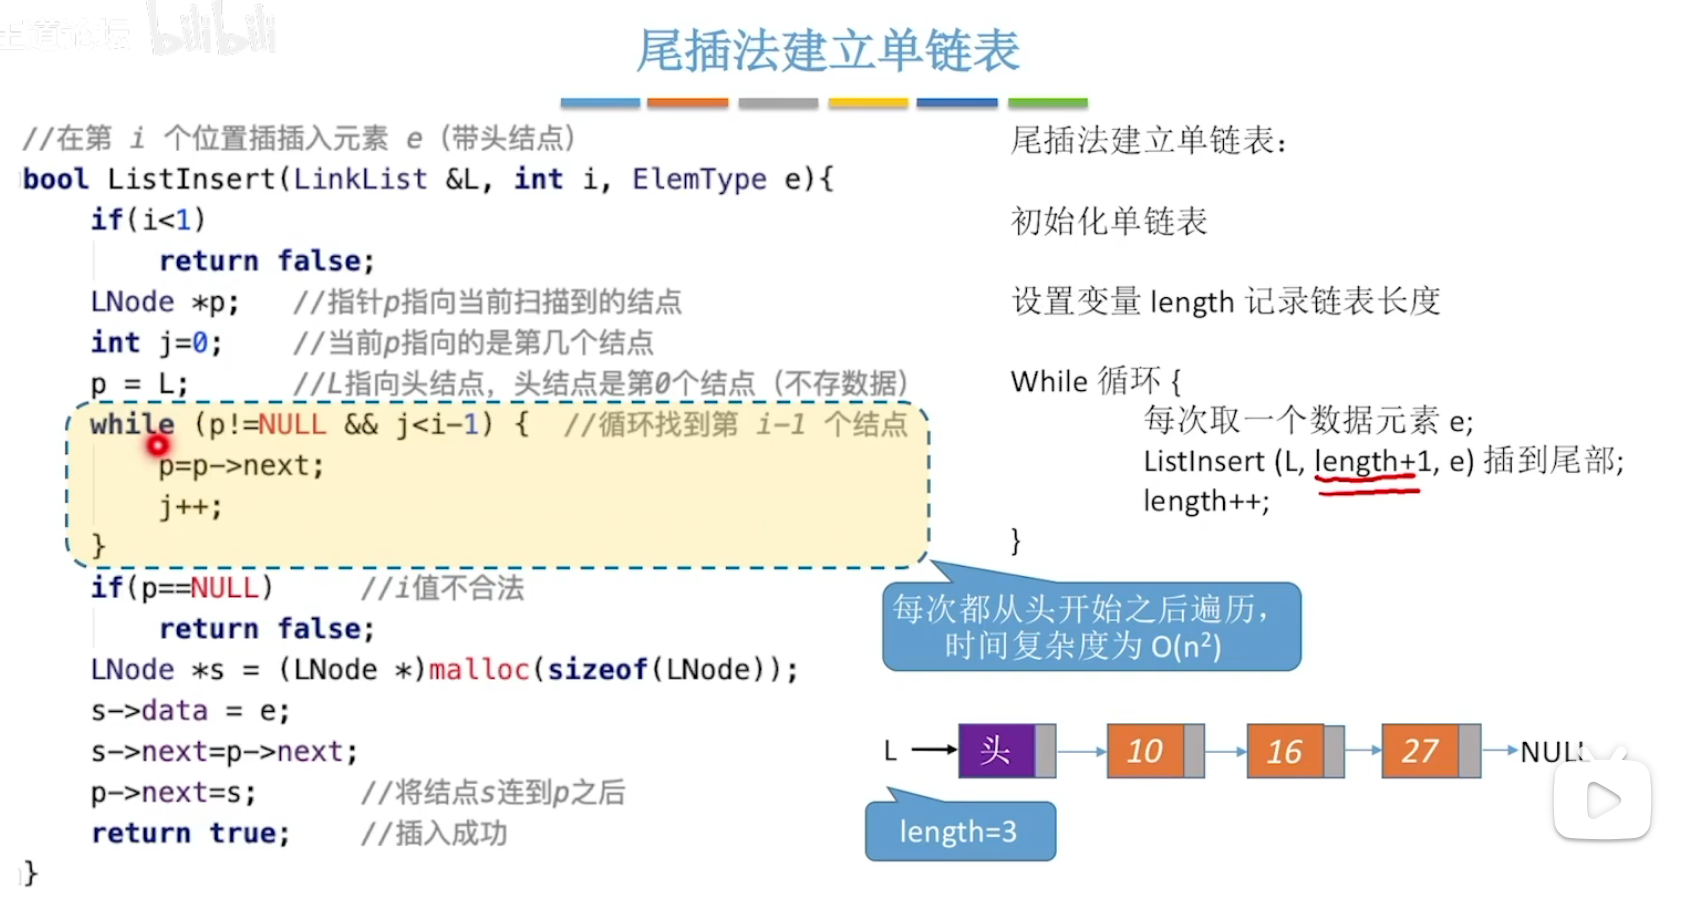 王道论坛 bilibili
尾插法建立单链表
//在第 i 个位置插插入元素 e（带头结点）
bool ListInsert(LinkList &L, int i, ElemType e){
if(i<1)
return false;
LNode *p; //指针p指向当前扫描到的结点
int j=0; //当前p指向的是第几个结点
p = L; //L指向头结点，头结点是第0个结点（不存数据）
while (p!=NULL && j<i-1) { //循环找到第 i-1 个结点
p=p->next;
j++;
}
if(p==NULL) //i值不合法
return false;
LNode *s = (LNode *)malloc(sizeof(LNode));
s->data = e;
s->next=p->next;
p->next=s; //将结点s连到p之后
return true; //插入成功
}
尾插法建立单链表：
初始化单链表
设置变量 length 记录链表长度
While 循环 {
每次取一个数据元素 e;
ListInsert (L, length+1, e) 插到尾部;
length++;
}
每次都从头开始之后遍历，
时间复杂度为 O(n²)
L 头 10 16 27 NULL
length=3